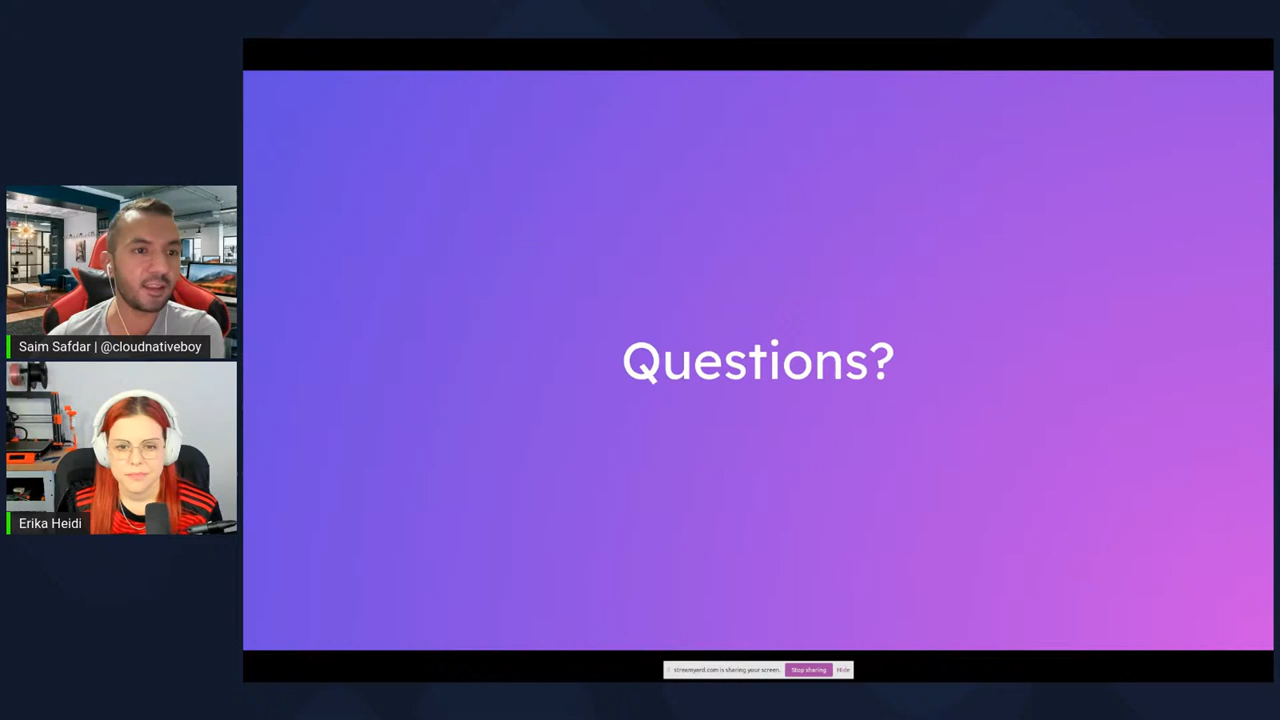 Saim Safdar | @cloudnativeboy
Erika Heidi
Questions?
streamyard.com is sharing your screen. Stop sharing Hide